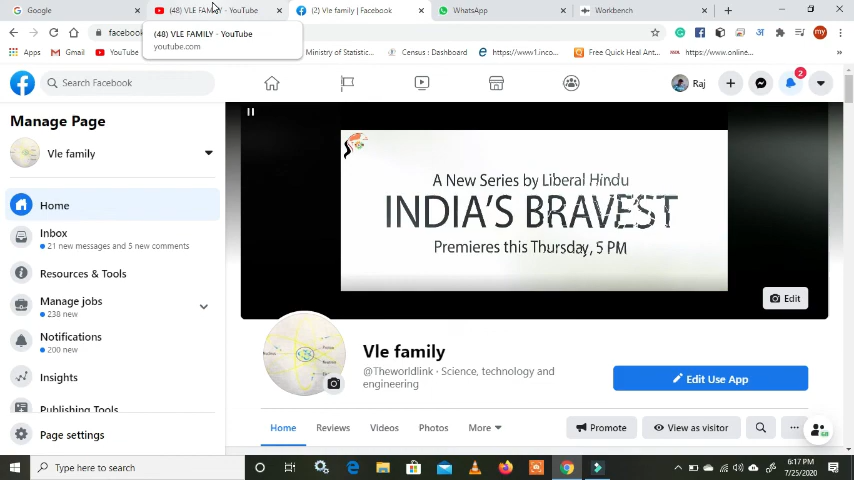 Google
(48) VLE FAMILY - YouTube
(2) Vle family | Facebook
WhatsApp
Workbench
facebook
(48) VLE FAMILY - YouTube
youtube.com
my
Apps
Gmail
YouTube
Ministry of Statistic...
Census : Dashboard
https://www1.inco...
Free Quick Heal Ant...
https://www.online...
Search Facebook
Raj
2
Manage Page
Vle family
Home
Inbox
21 new messages and 5 new comments
Resources & Tools
Manage jobs
238 new
Notifications
200 new
Insights
Publishing Tools
Page settings
A New Series by Liberal Hindu
INDIA'S BRAVEST
Premieres this Thursday, 5 PM
Edit
Vle family
@Theworldlink · Science, technology and
engineering
Edit Use App
Home
Reviews
Videos
Photos
More
Promote
View as visitor
Type here to search
6:17 PM
7/25/2020